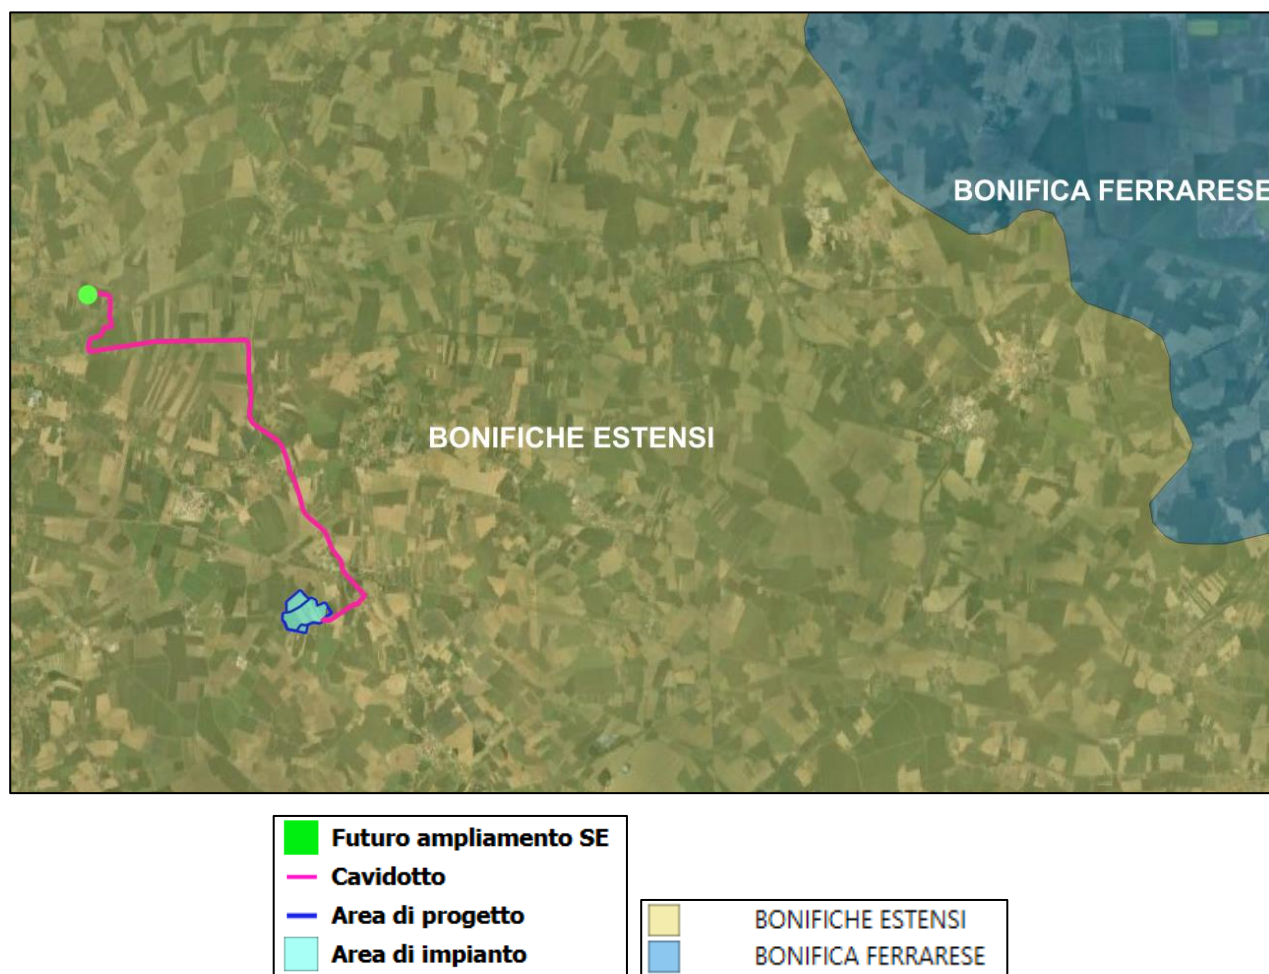 BONIFICA FERRARESE
BONIFICHE ESTENSI
Futuro ampliamento SE
Cavidotto
Area di progetto
Area di impianto
BONIFICHE ESTENSI
BONIFICA FERRARESE